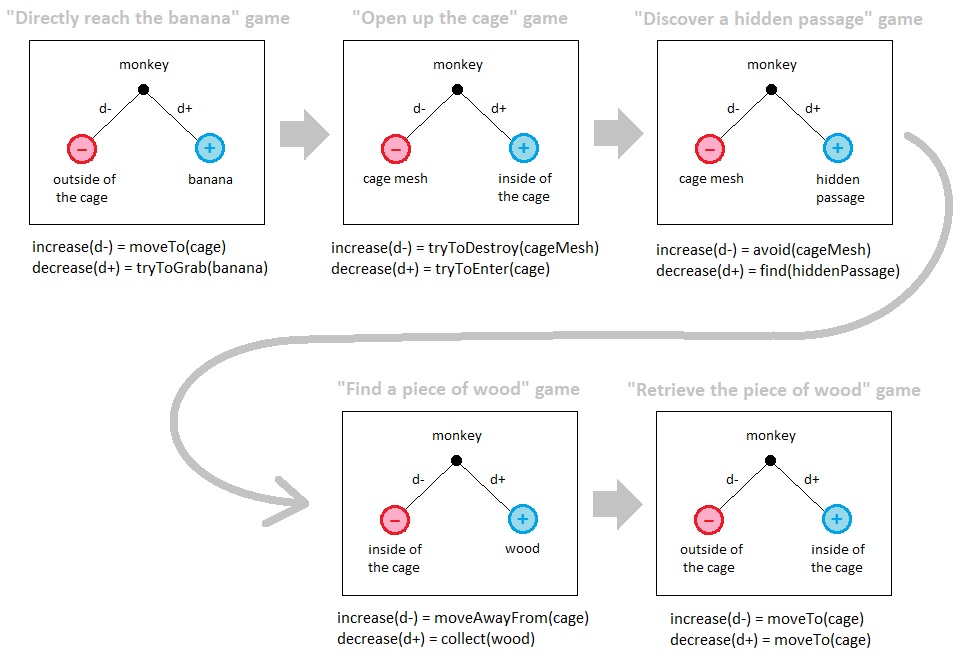 "Directly reach the banana" game
"Open up the cage" game
"Discover a hidden passage" game
monkey
d-
d+
−
+
outside of
the cage
banana
increase(d-) = moveTo(cage)
decrease(d+) = tryToGrab(banana)
monkey
d-
d+
−
+
cage mesh
inside of
the cage
increase(d-) = tryToDestroy(cageMesh)
decrease(d+) = tryToEnter(cage)
monkey
d-
d+
−
+
cage mesh
hidden
passage
increase(d-) = avoid(cageMesh)
decrease(d+) = find(hiddenPassage)
"Find a piece of wood" game
"Retrieve the piece of wood" game
monkey
d-
d+
−
+
inside of
the cage
wood
increase(d-) = moveAwayFrom(cage)
decrease(d+) = collect(wood)
monkey
d-
d+
−
+
outside of
the cage
inside of
the cage
increase(d-) = moveTo(cage)
decrease(d+) = moveTo(cage)